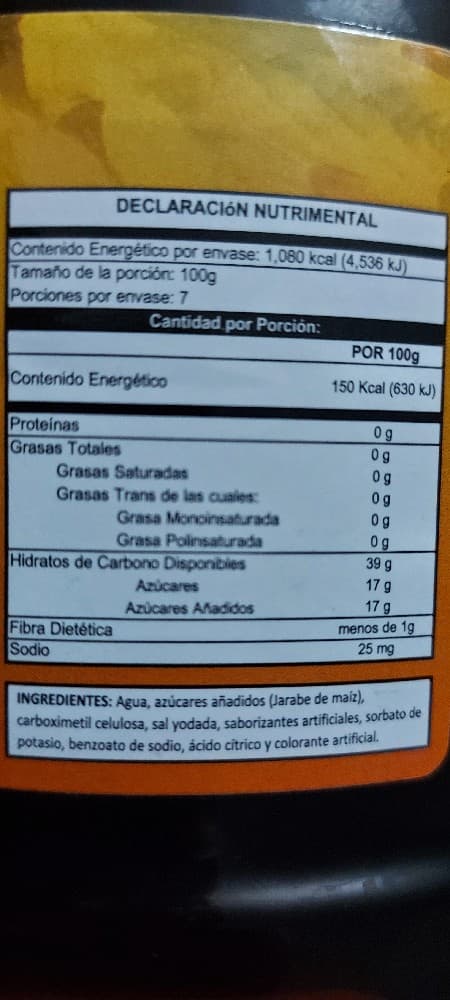 DECLARACIóN NUTRIMENTAL
Contenido Energético por envase: 1,080 kcal (4,536 kJ)
Tamaño de la porción: 100g
Porciones por envase: 7
Cantidad por Porción:
POR 100g
Contenido Energético 150 Kcal (630 kJ)
Proteínas 0 g
Grasas Totales 0 g
Grasas Saturadas 0 g
Grasas Trans de las cuales: 0 g
Grasa Monoinsaturada 0 g
Grasa Polinsaturada 0 g
Hidratos de Carbono Disponibles 39 g
Azúcares 17 g
Azúcares Añadidos 17 g
Fibra Dietética menos de 1g
Sodio 25 mg
INGREDIENTES: Agua, azúcares añadidos (Jarabe de maíz),
carboximetil celulosa, sal yodada, saborizantes artificiales, sorbato de
potasio, benzoato de sodio, ácido cítrico y colorante artificial.